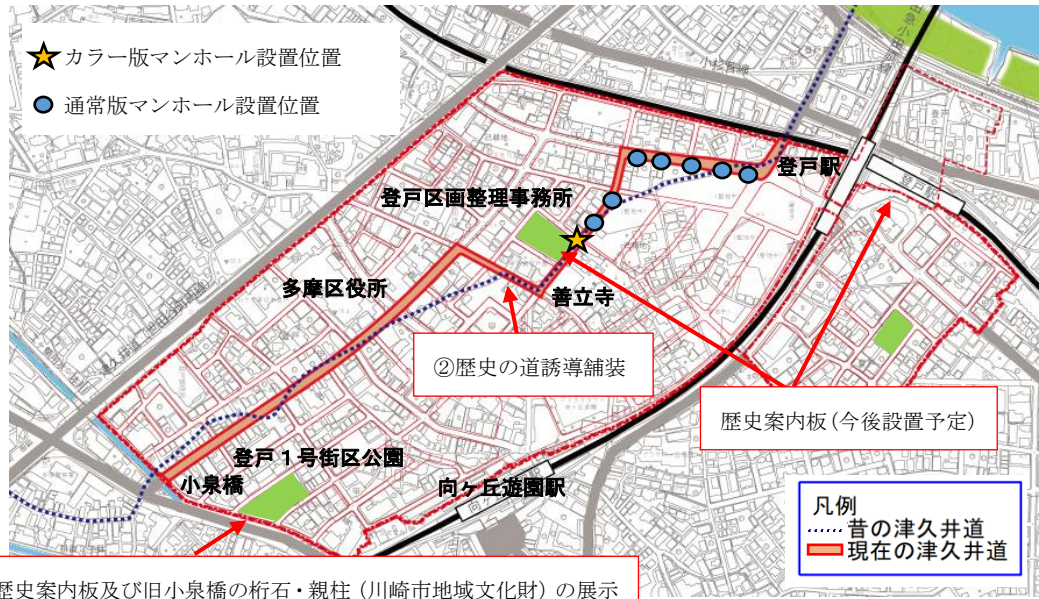 カラー版マンホール設置位置
通常版マンホール設置位置
小杉菅線
登戸駅
登戸
登戸区画整理事務所
多摩区役所
善立寺
②歴史の道誘導舗装
歴史案内板(今後設置予定)
登戸１号街区公園
小泉橋
向ヶ丘遊園駅
凡例
昔の津久井道
現在の津久井道
歴史案内板及び旧小泉橋の桁石・親柱（川崎市地域文化財）の展示